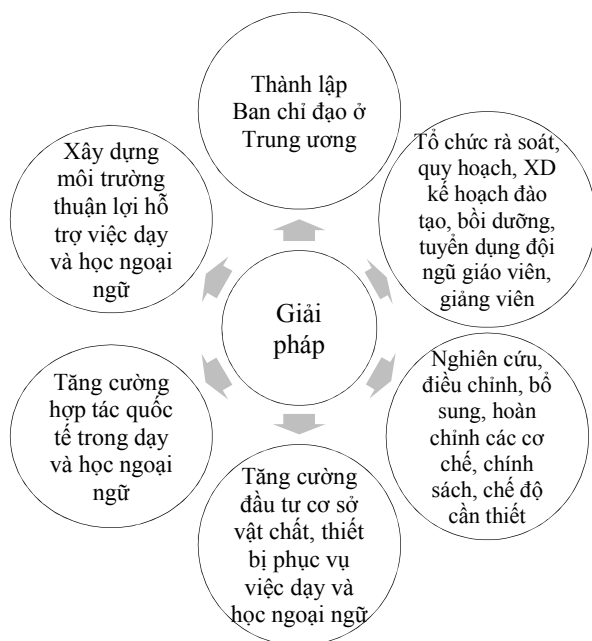 Thành lập
Ban chỉ đạo ở
Trung ương
Tổ chức rà soát,
quy hoạch, XD
kế hoạch đào
tạo, bồi dưỡng,
tuyển dụng đội
ngũ giáo viên,
giảng viên
Nghiên cứu,
điều chỉnh, bổ
sung, hoàn
chỉnh các cơ
chế, chính
sách, chế độ
cần thiết
Tăng cường
đầu tư cơ sở
vật chất, thiết
bị phục vụ
việc dạy và
học ngoại ngữ
Tăng cường
hợp tác quốc
tế trong dạy
và học ngoại
ngữ
Xây dựng
môi trường
thuận lợi hỗ
trợ việc dạy
và học ngoại
ngữ
Giải
pháp